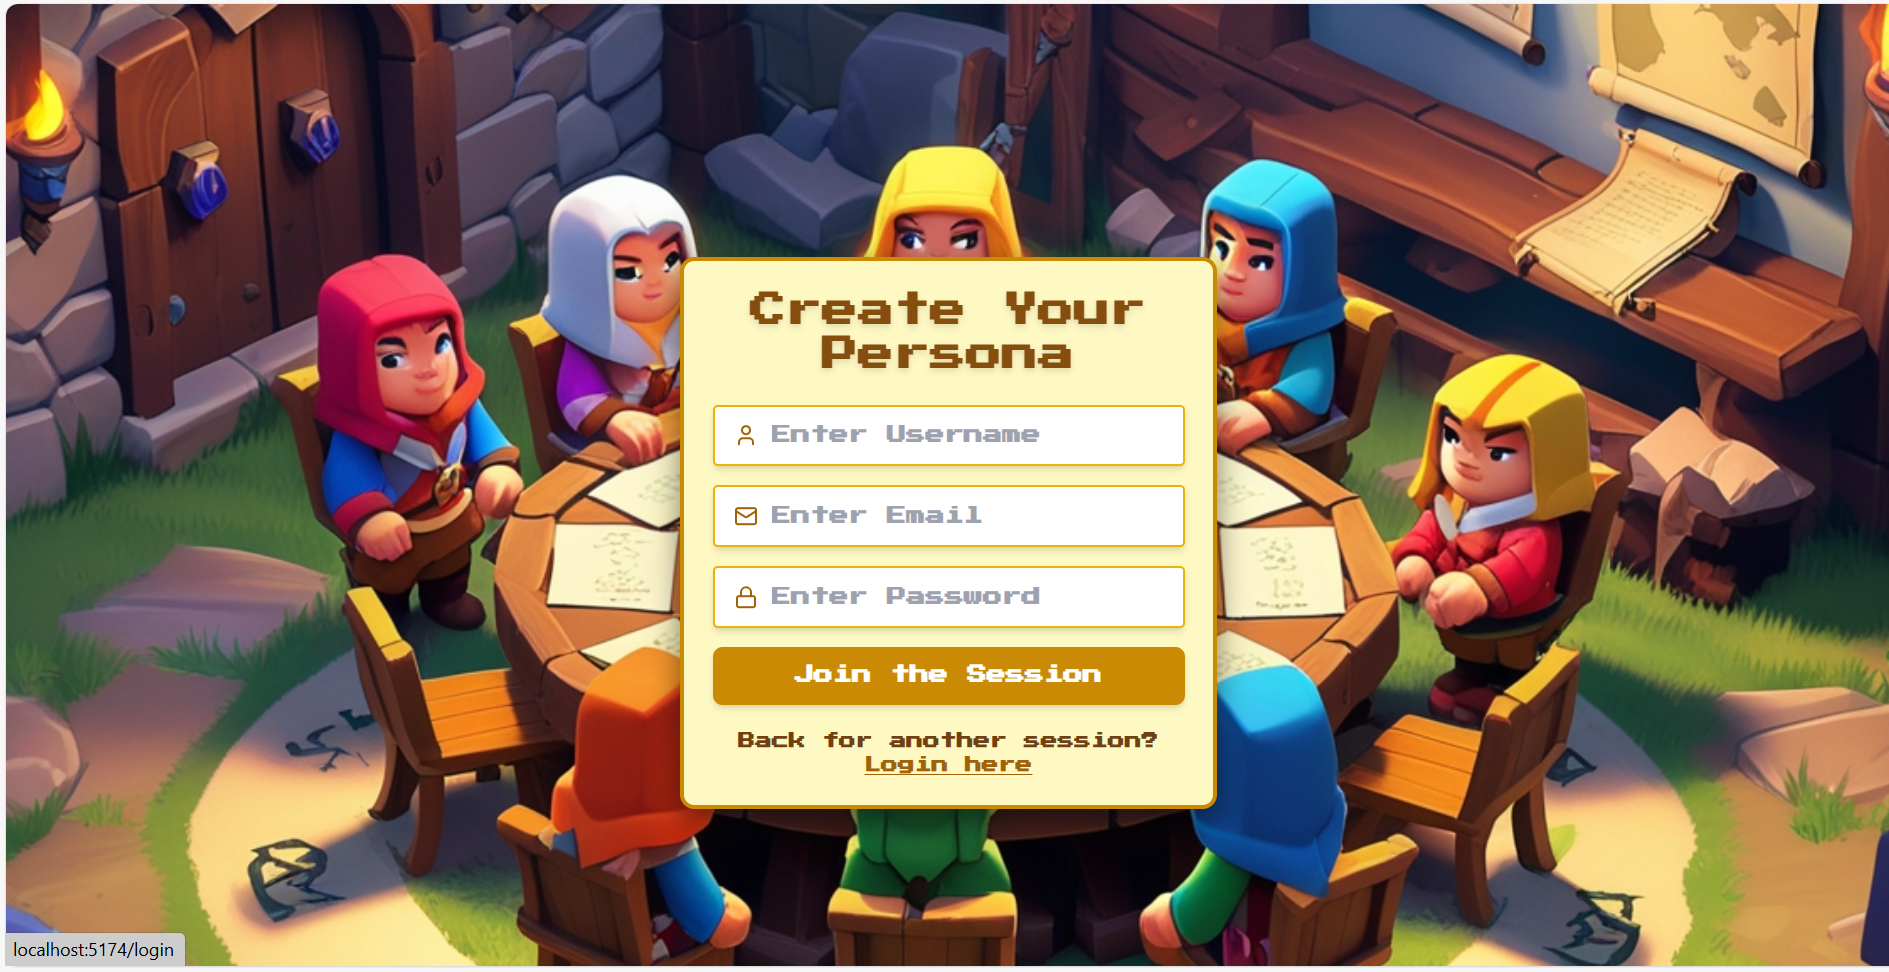 Create Your
Persona
Enter Username
Enter Email
Enter Password
Join the Session
Back for another session?
Login here
localhost:5174/login